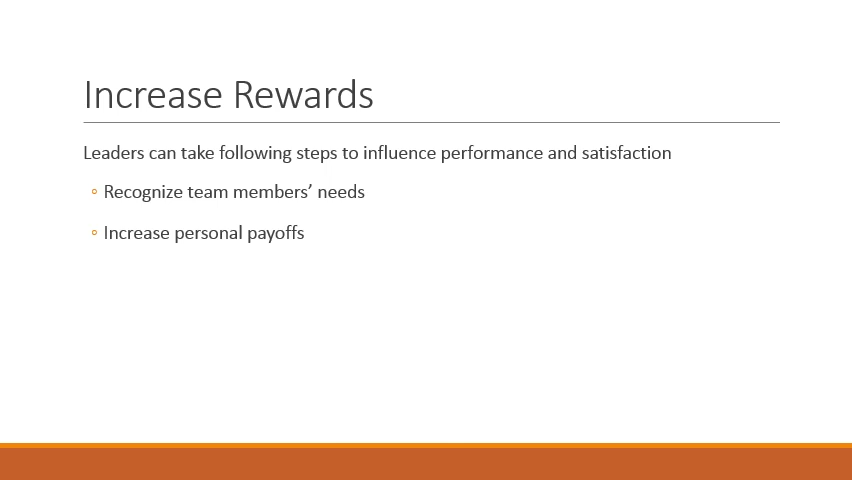 Increase Rewards
Leaders can take following steps to influence performance and satisfaction
◦ Recognize team members’ needs
◦ Increase personal payoffs